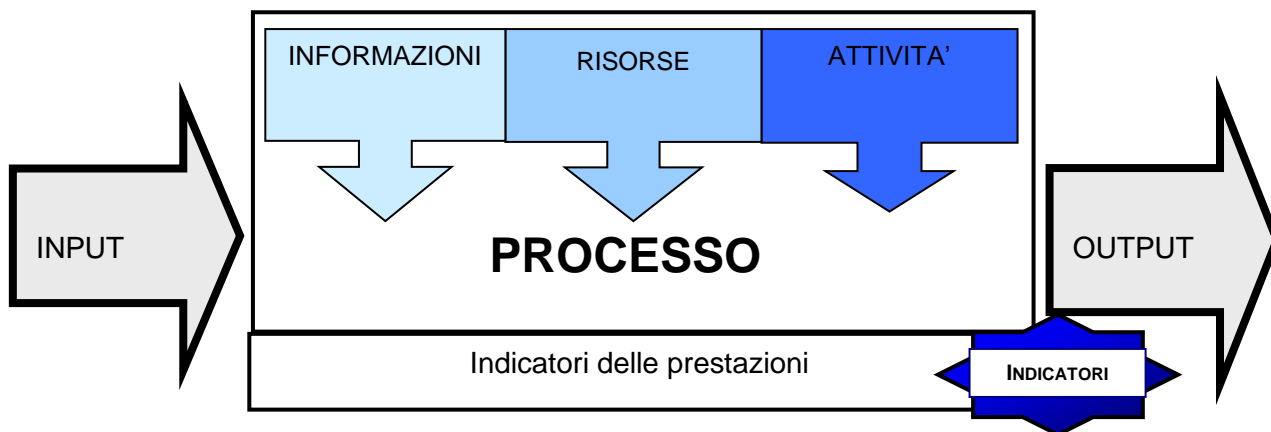 INFORMAZIONI
RISORSE
ATTIVITA’
INPUT
PROCESSO
OUTPUT
Indicatori delle prestazioni
INDICATORI